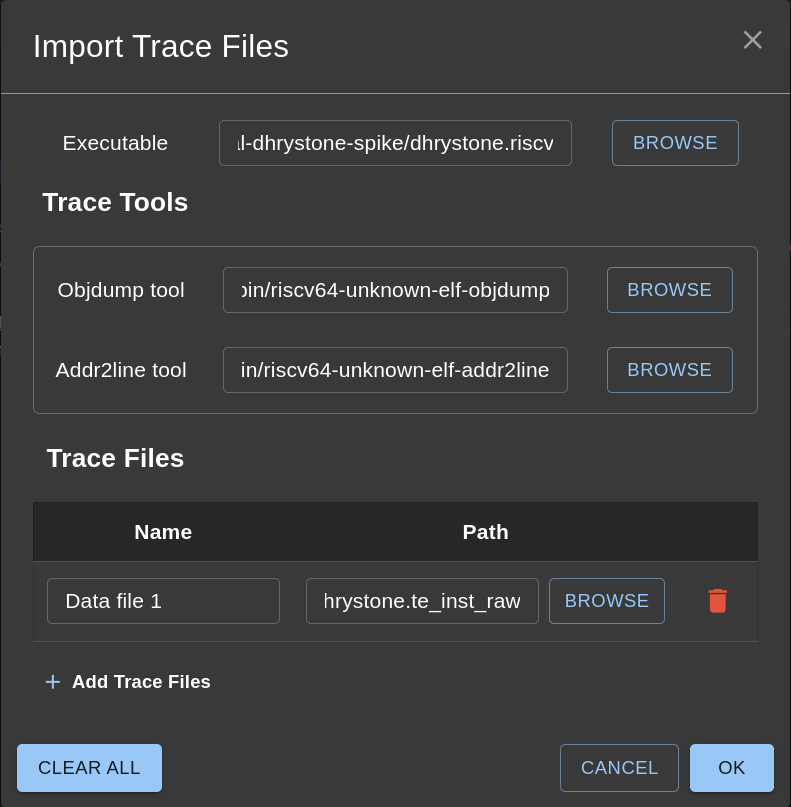 Import Trace Files
Executable
l-dhrystone-spike/dhrystone.riscv
BROWSE
Trace Tools
Objdump tool
bin/riscv64-unknown-elf-objdump
BROWSE
Addr2line tool
in/riscv64-unknown-elf-addr2line
BROWSE
Trace Files
Name Path
Data file 1
hrystone.te_inst_raw
BROWSE
Add Trace Files
CLEAR ALL
CANCEL
OK